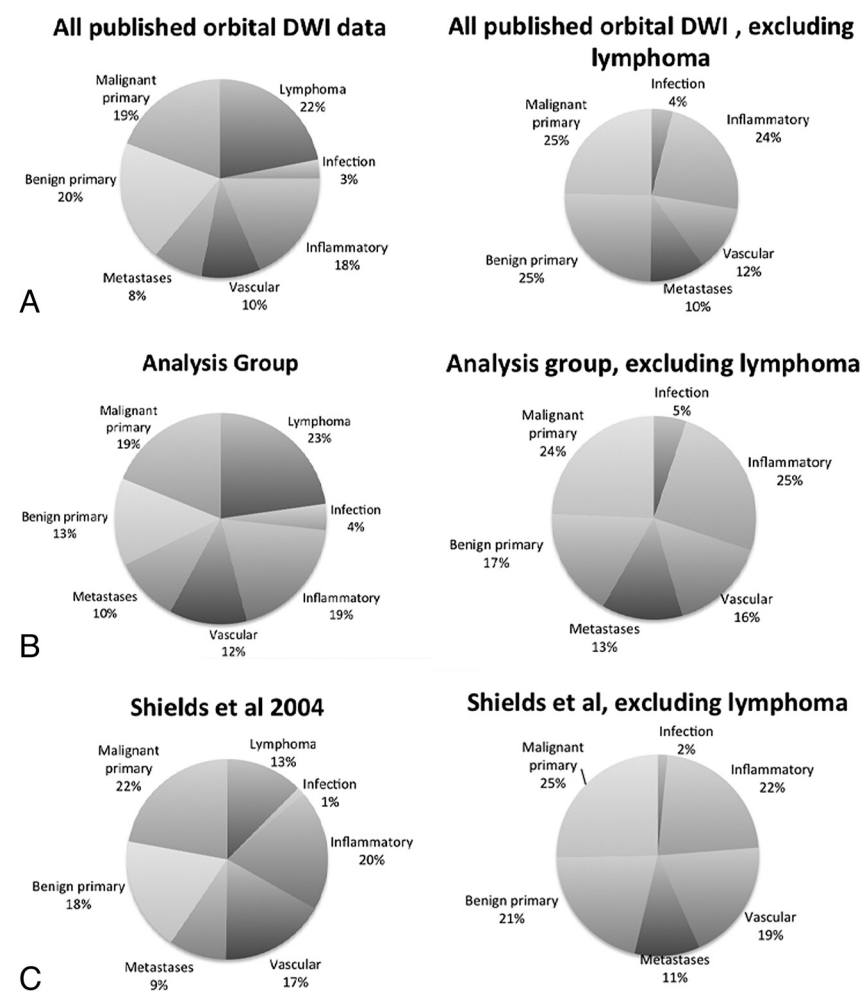 All published orbital DWI data
Malignant
primary
19%
Lymphoma
22%
Infection
3%
Inflammatory
18%
Vascular
10%
Metastases
8%
Benign primary
20%
A
All published orbital DWI , excluding
lymphoma
Infection
4%
Inflammatory
24%
Vascular
12%
Metastases
10%
Benign primary
25%
Malignant
primary
25%
Analysis Group
Malignant
primary
19%
Lymphoma
23%
Infection
4%
Inflammatory
19%
Vascular
12%
Metastases
10%
Benign primary
13%
B
Analysis group, excluding lymphoma
Infection
5%
Inflammatory
25%
Vascular
16%
Metastases
13%
Benign primary
17%
Malignant
primary
24%
Shields et al 2004
Malignant
primary
22%
Lymphoma
13%
Infection
1%
Inflammatory
20%
Vascular
17%
Metastases
9%
Benign primary
18%
C
Shields et al, excluding lymphoma
Infection
2%
Inflammatory
22%
Vascular
19%
Metastases
11%
Benign primary
21%
Malignant
primary
25%